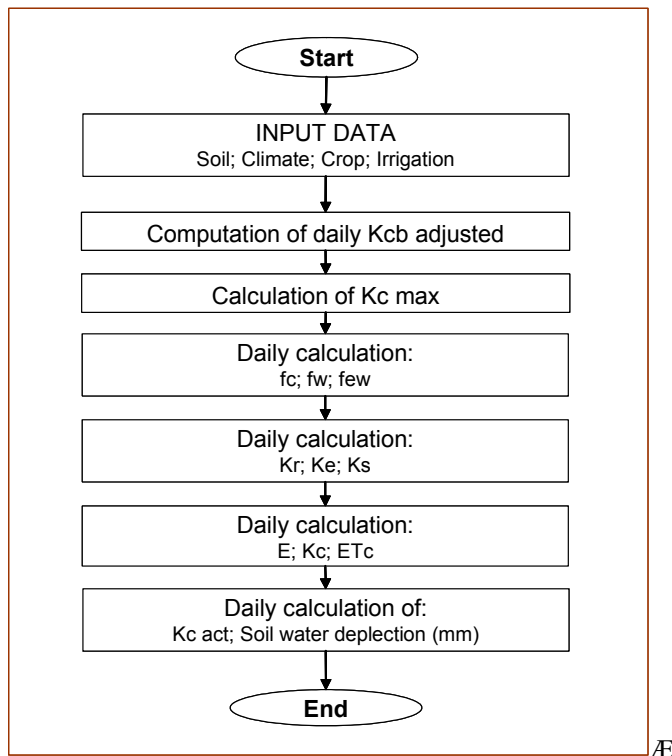 Start
INPUT DATA
Soil; Climate; Crop; Irrigation
Computation of daily Kcb adjusted
Calculation of Kc max
Daily calculation:
fc; fw; few
Daily calculation:
Kr; Ke; Ks
Daily calculation:
E; Kc; ETc
Daily calculation of:
Kc act; Soil water deplection (mm)
End
Æ